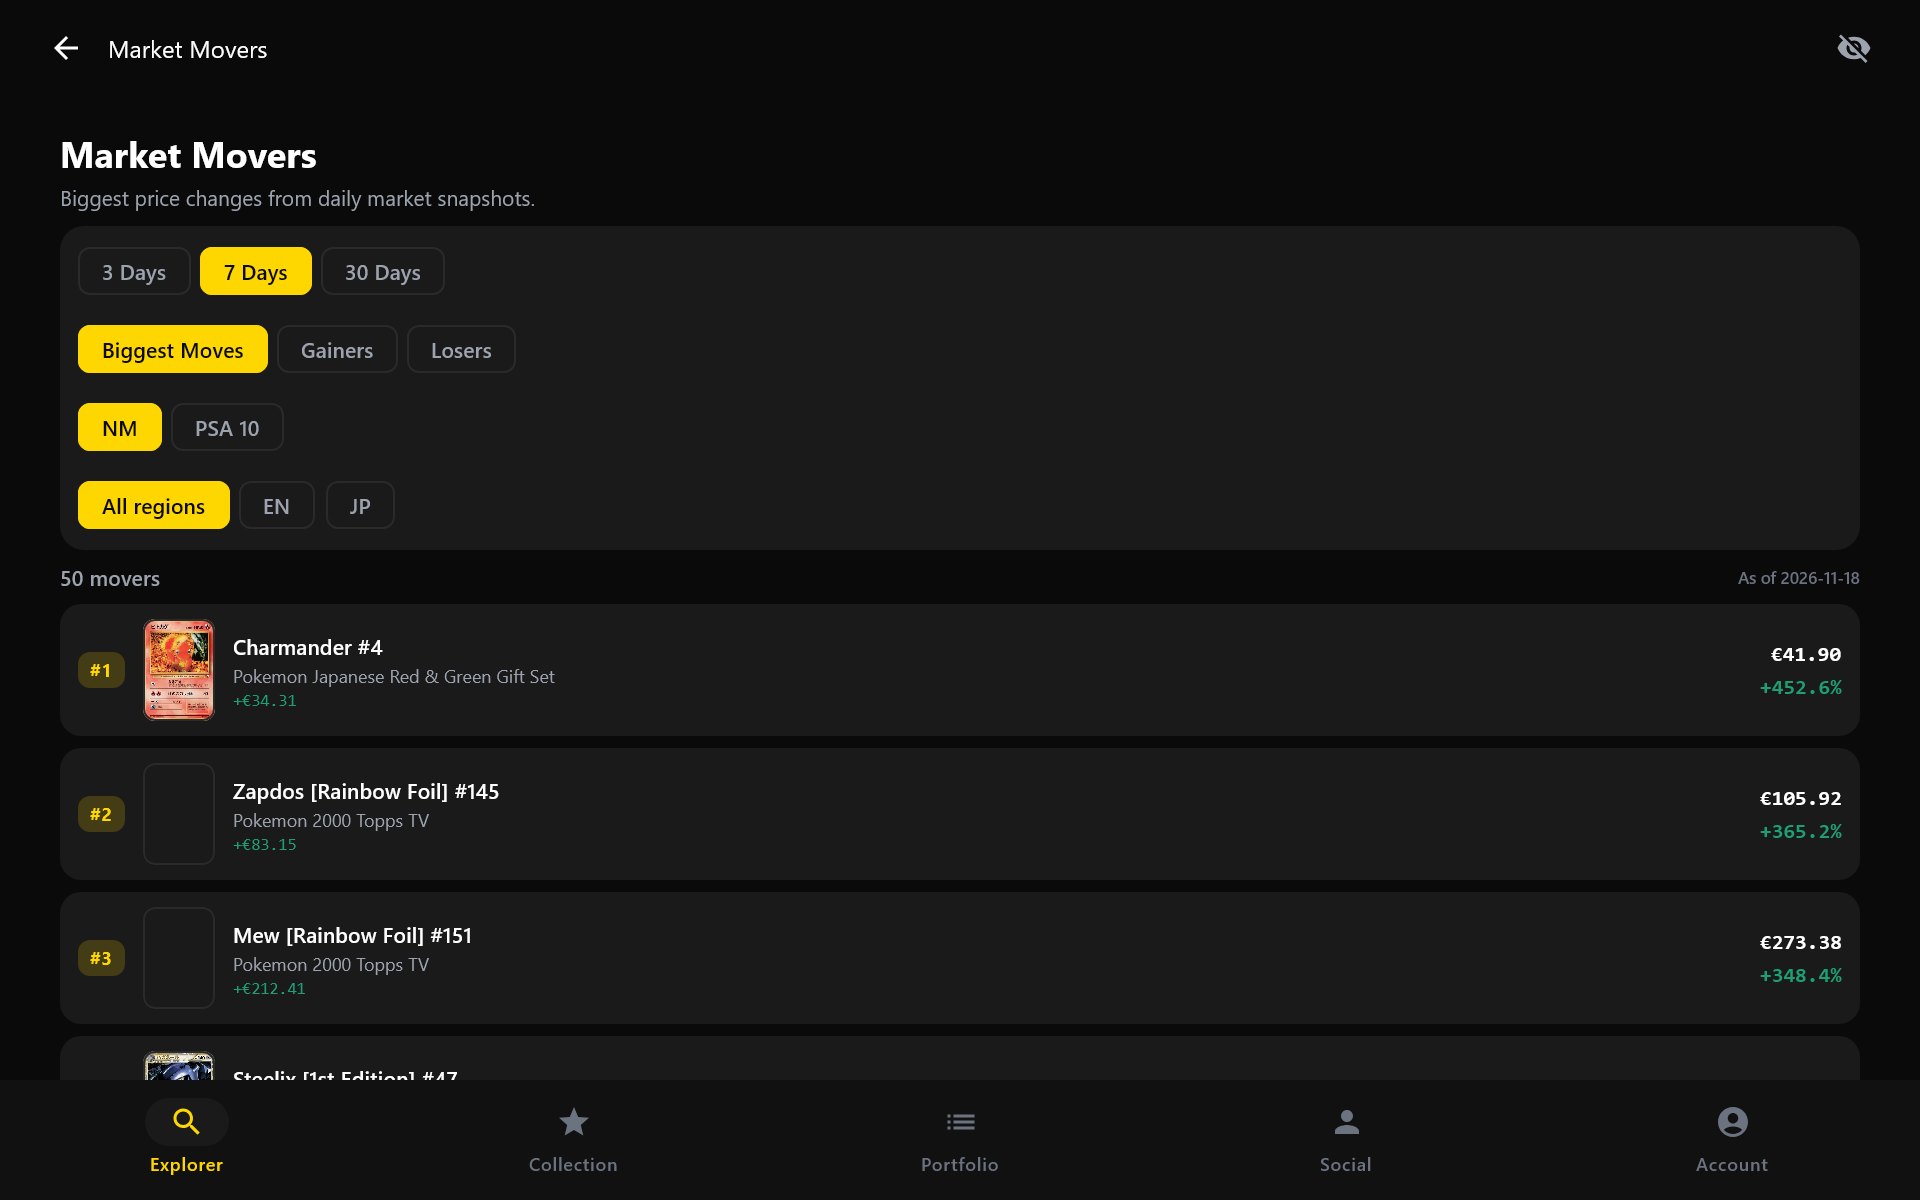 Market Movers
Market Movers
Biggest price changes from daily market snapshots.
3 Days 7 Days 30 Days
Biggest Moves Gainers Losers
NM PSA 10
All regions EN JP
50 movers As of 2026-11-18
#1
Charmander #4
Pokemon Japanese Red & Green Gift Set
+€34.31
€41.90
+452.6%
#2
Zapdos [Rainbow Foil] #145
Pokemon 2000 Topps TV
+€83.15
€105.92
+365.2%
#3
Mew [Rainbow Foil] #151
Pokemon 2000 Topps TV
+€212.41
€273.38
+348.4%
Steelix [1st Edition] #47
Explorer Collection Portfolio Social Account